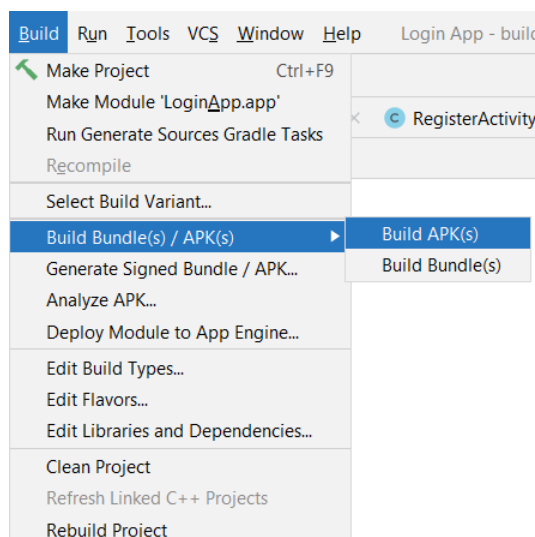 Build Run Tools VCS Window Help Login App - build
Make Project Ctrl+F9
Make Module 'LoginApp.app'
C RegisterActivity
Run Generate Sources Gradle Tasks
Recompile
Select Build Variant...
Build Bundle(s) / APK(s)
Build APK(s)
Generate Signed Bundle / APK...
Build Bundle(s)
Analyze APK...
Deploy Module to App Engine...
Edit Build Types...
Edit Flavors...
Edit Libraries and Dependencies...
Clean Project
Refresh Linked C++ Projects
Rebuild Project